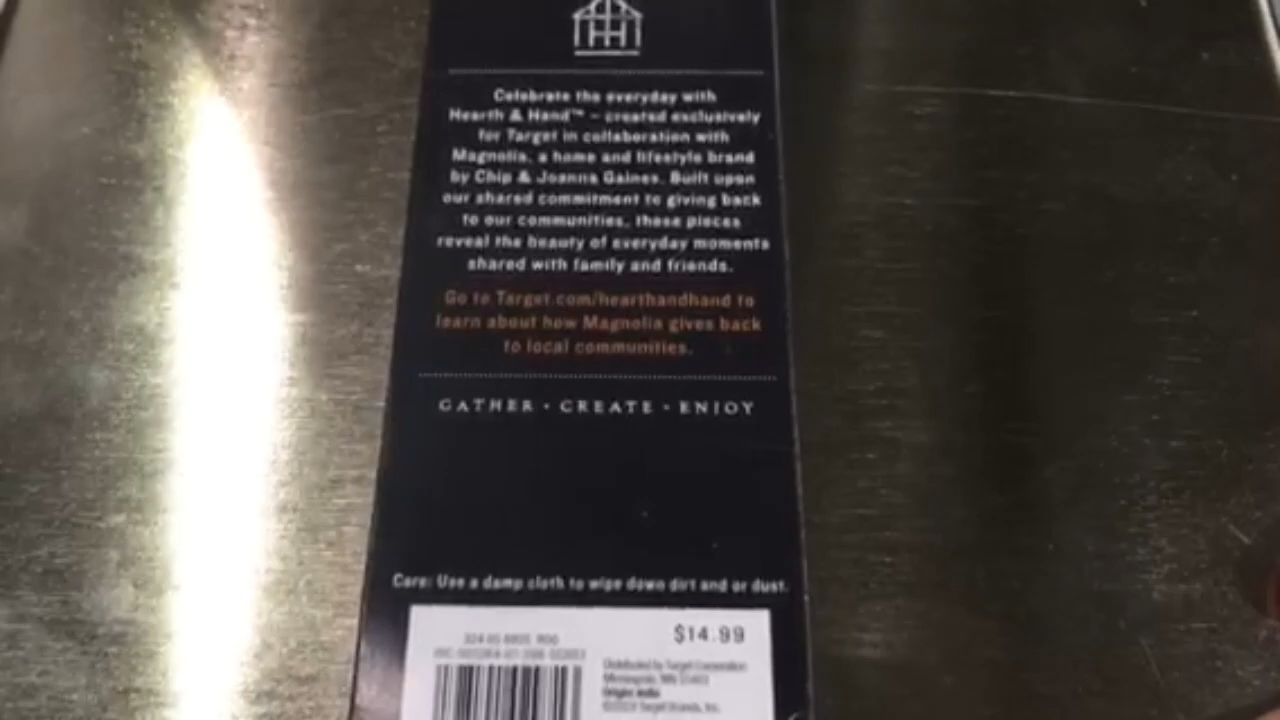 Celebrate the everyday with
Hearth & Hand™ – created exclusively
for Target in collaboration with
Magnolia, a home and lifestyle brand
by Chip & Joanna Gaines. Built upon
our shared commitment to giving back
to our communities, these pieces
reveal the beauty of everyday moments
shared with family and friends.
Go to Target.com/hearthandhand to
learn about how Magnolia gives back
to local communities.
GATHER • CREATE • ENJOY
Care: Use a damp cloth to wipe down dirt and or dust.
$14.99
Distributed by Target Corporation
Minneapolis, MN
Origin: India
Target Brands, Inc.